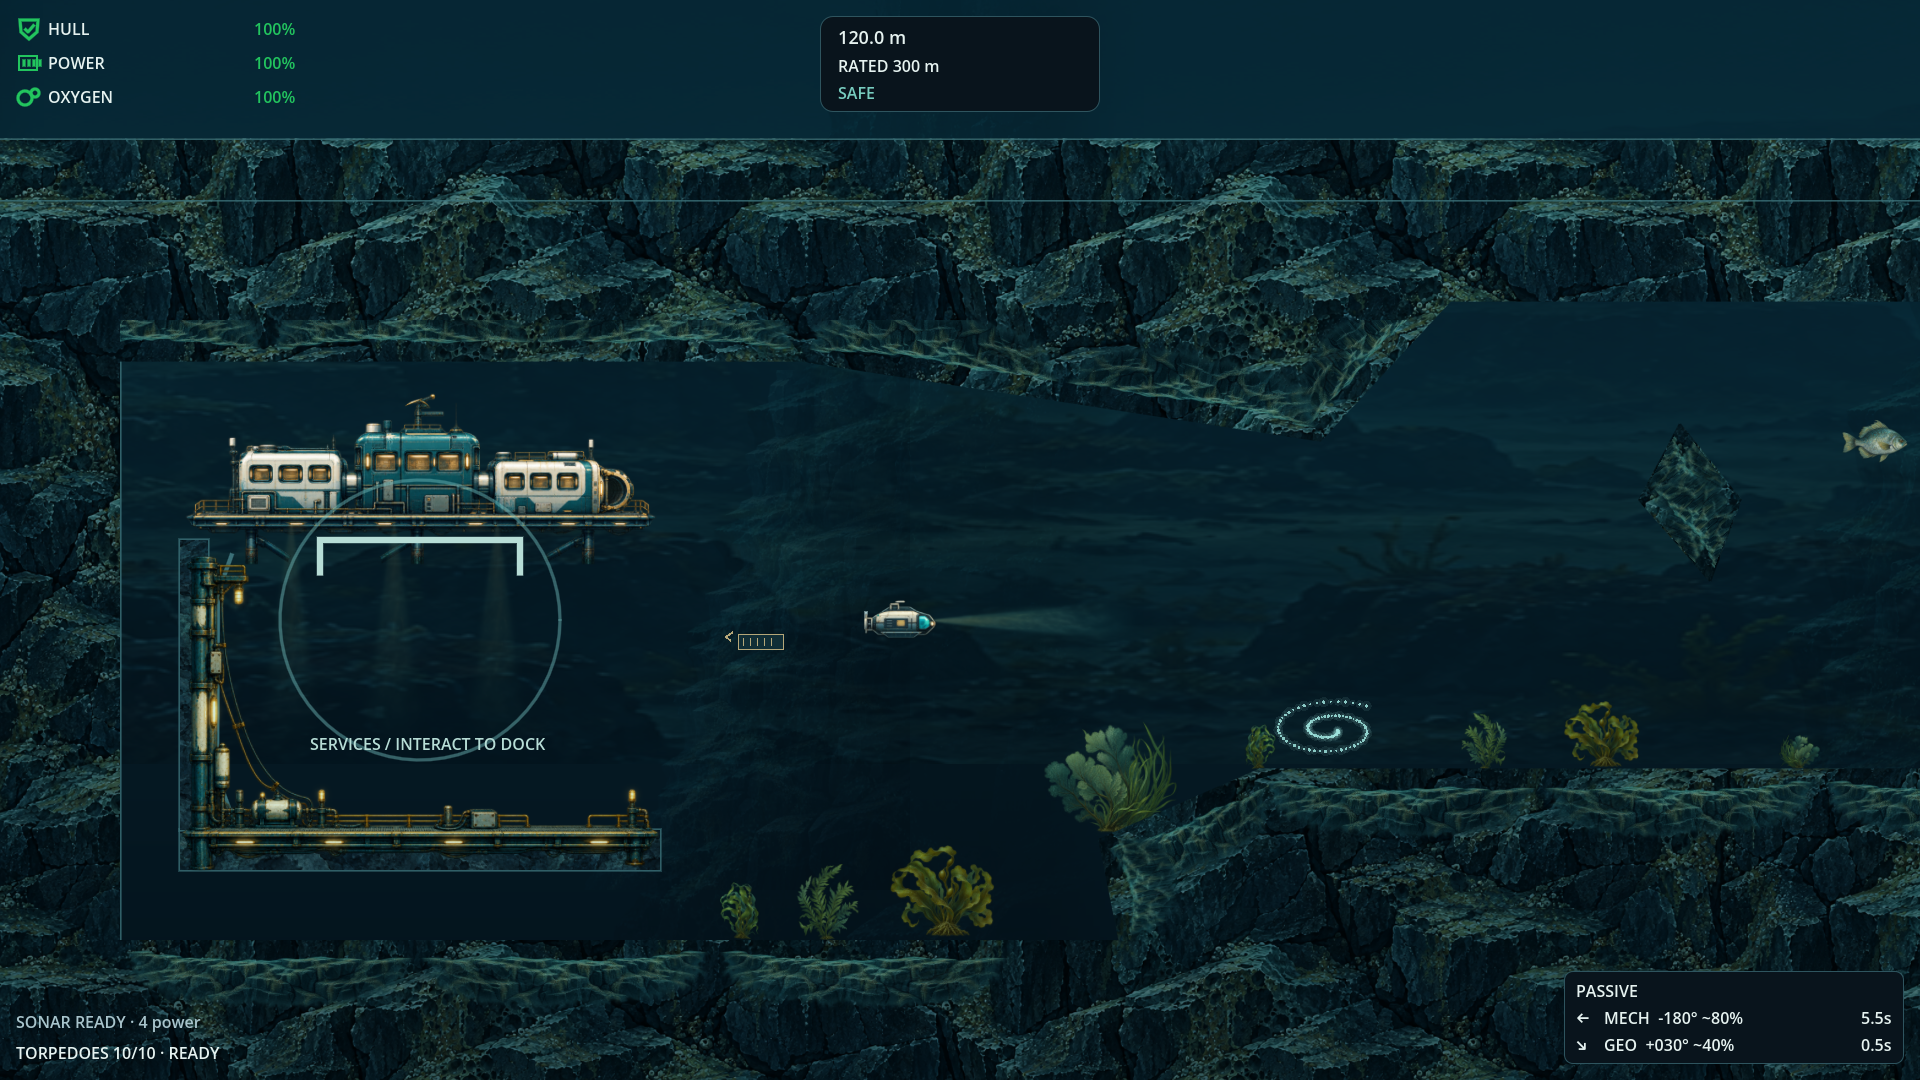 HULL 100%
POWER 100%
OXYGEN 100%
120.0 m
RATED 300 m
SAFE
SERVICES / INTERACT TO DOCK
SONAR READY · 4 power
TORPEDOES 10/10 · READY
PASSIVE
← MECH -180° ~80% 5.5s
↘ GEO +030° ~40% 0.5s